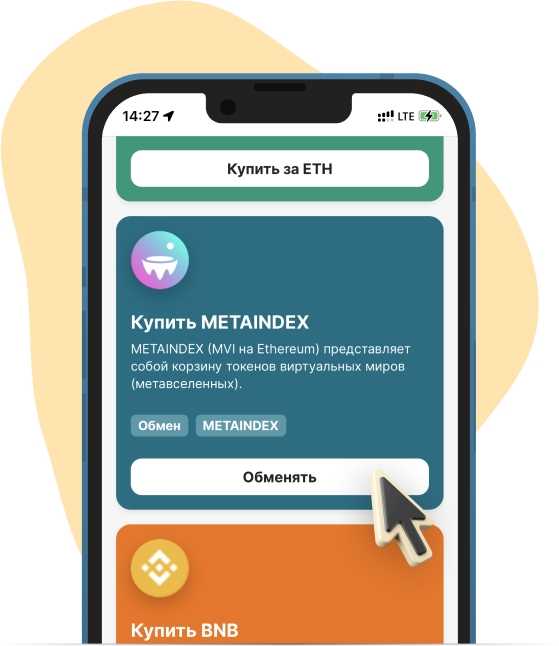 14:27 LTE
Купить за ETH
Купить METAINDEX
METAINDEX (MVI на Ethereum) представляет
собой корзину токенов виртуальных миров
(метавселенных).
Обмен METAINDEX
Обменять
Купить BNB